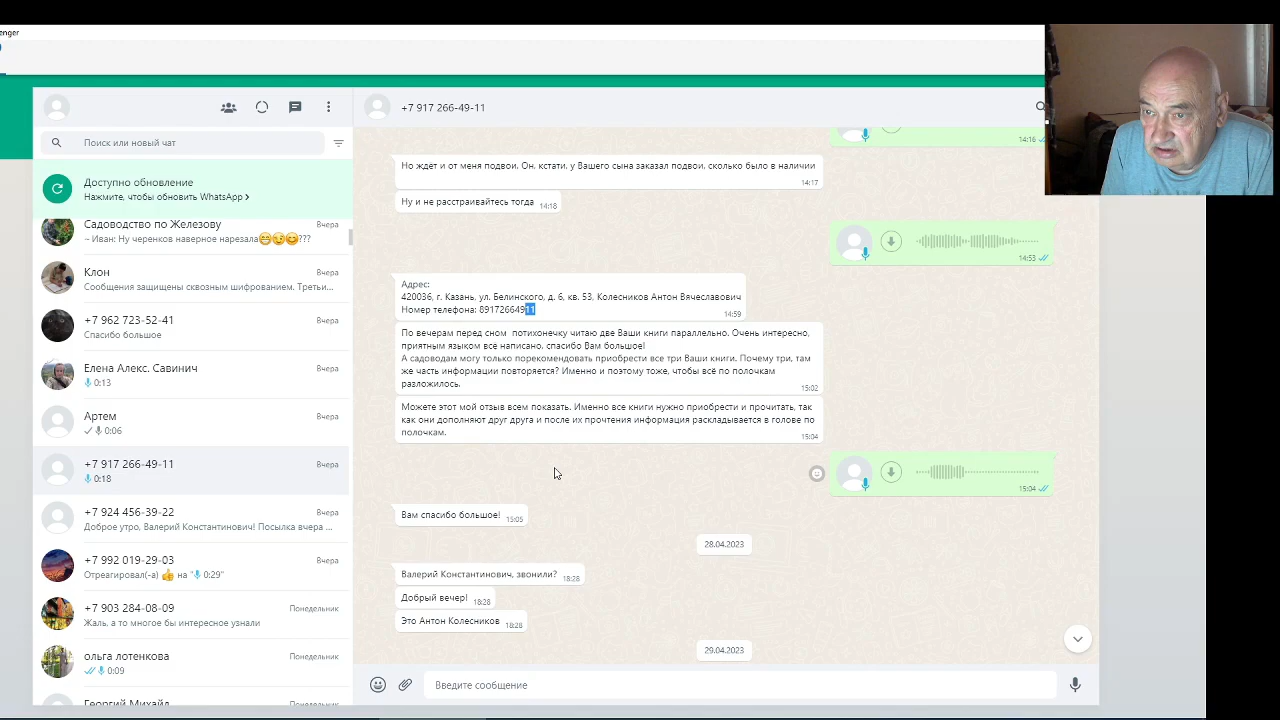 enger
Поиск или новый чат
Доступно обновление
Нажмите, чтобы обновить WhatsApp
Садоводство по Железову
Вчера
~ Иван: Ну черенков наверное нарезала😁😉😊???
Клон
Вчера
Сообщения защищены сквозным шифрованием. Третьи...
+7 962 723-52-41
Вчера
Спасибо большое
Елена Алекс. Савинич
Вчера
0:13
Артем
Вчера
0:06
+7 917 266-49-11
Вчера
0:18
+7 924 456-39-22
Вчера
Доброе утро, Валерий Константинович! Посылка вчера ...
+7 992 019-29-03
Вчера
Отреагировал(-а) 👍 на "0:29"
+7 903 284-08-09
Понедельник
Жаль, а то многое бы интересное узнали
ольга лотенкова
Понедельник
0:09
Георгий Михайл
Понедельник
+7 917 266-49-11
14:16
Но ждёт и от меня подвои. Он, кстати, у Вашего сына заказал подвои, сколько было в наличии
14:17
Ну и не расстраивайтесь тогда
14:18
14:53
Адрес:
420036, г. Казань, ул. Белинского, д. 6, кв. 53, Колесников Антон Вячеславович
Номер телефона: 89172664911
14:59
По вечерам перед сном потихонечку читаю две Ваши книги параллельно. Очень интересно,
приятным языком всё написано, спасибо Вам большое!
А садоводам могу только порекомендовать приобрести все три Ваши книги. Почему три, там
же часть информации повторяется? Именно и поэтому тоже, чтобы всё по полочкам
разложилось.
15:02
Можете этот мой отзыв всем показать. Именно все книги нужно приобрести и прочитать, так
как они дополняют друг друга и после их прочтения информация раскладывается в голове по
полочкам.
15:04
15:04
Вам спасибо большое!
15:05
28.04.2023
Валерий Константинович, звонили?
18:28
Добрый вечер!
18:28
Это Антон Колесников
18:28
29.04.2023
Введите сообщение